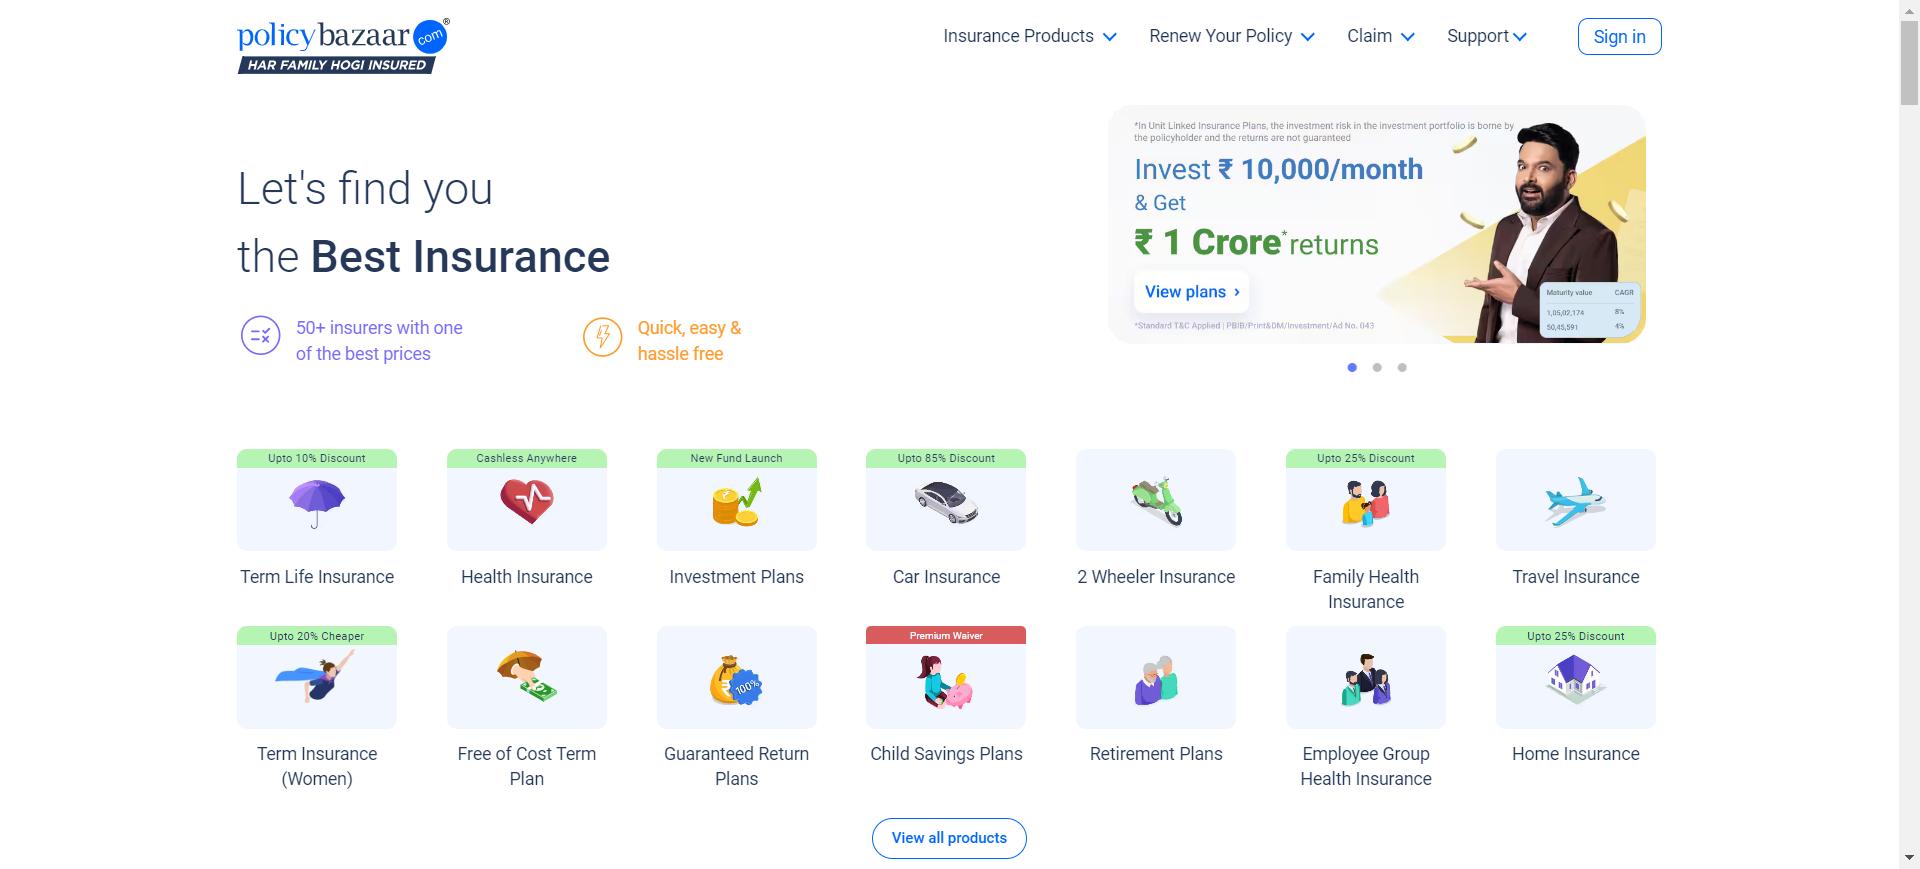 policybazaar com®
HAR FAMILY HOGI INSURED
Insurance Products
Renew Your Policy
Claim
Support
Sign in
Let's find you
the Best Insurance
50+ insurers with one
of the best prices
Quick, easy &
hassle free
*In Unit Linked Insurance Plans, the investment risk in the investment portfolio is borne by
the policyholder and the returns are not guaranteed
Invest ₹ 10,000/month
& Get
₹ 1 Crore* returns
View plans ›
*Standard T&C Applied | PBIB/Print&DM/Investment/Ad No. 043
Maturity value CAGR
1,05,02,174 8%
50,45,591 4%
Upto 10% Discount
Term Life Insurance
Cashless Anywhere
Health Insurance
New Fund Launch
Investment Plans
Upto 85% Discount
Car Insurance
2 Wheeler Insurance
Upto 25% Discount
Family Health
Insurance
Travel Insurance
Upto 20% Cheaper
Term Insurance
(Women)
Free of Cost Term
Plan
₹ 100%
Guaranteed Return
Plans
Premium Waiver
Child Savings Plans
Retirement Plans
Employee Group
Health Insurance
Upto 25% Discount
Home Insurance
View all products